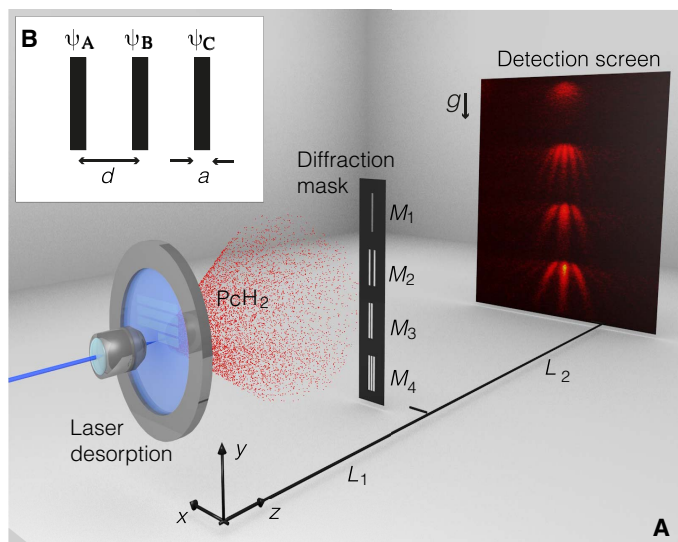 B
ψA ψB ψC
d
a
Detection screen
g
Diffraction
mask
M1
M2
M3
M4
PcH2
Laser
desorption
L1
L2
x
y
z
A